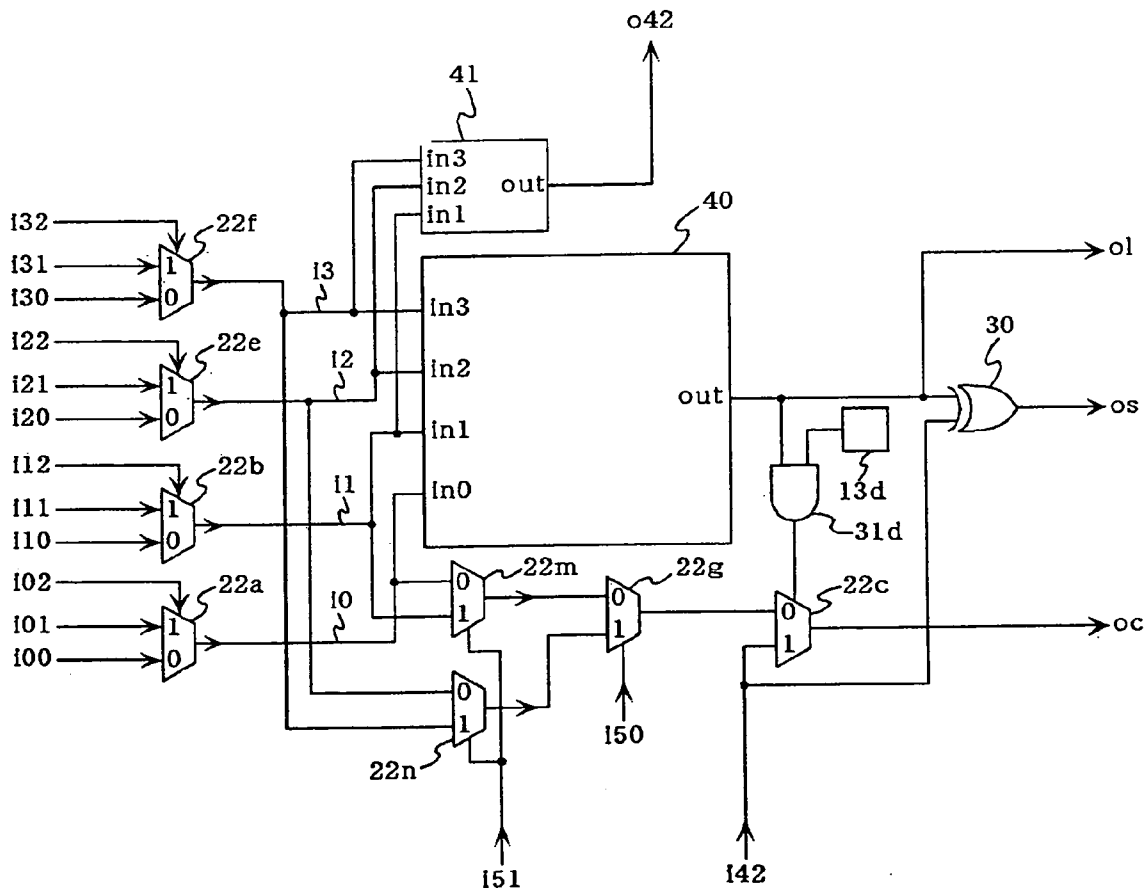 o42
41
in3
in2
in1
out
40
i32
22f
i31
1
i30
0
i3
in3
ol
i22
22e
i21
1
i20
0
i2
in2
30
out
os
in1
13d
i12
22b
i11
1
i10
0
i1
in0
31d
i02
22a
i01
1
i00
0
i0
0
22m
1
0
22g
1
0
22c
1
oc
0
1
22n
i50
i51
i42